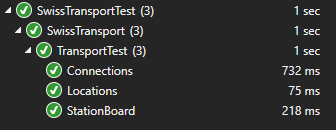 SwissTransportTest (3) 1 sec
SwissTransport (3) 1 sec
TransportTest (3) 1 sec
Connections 732 ms
Locations 75 ms
StationBoard 218 ms